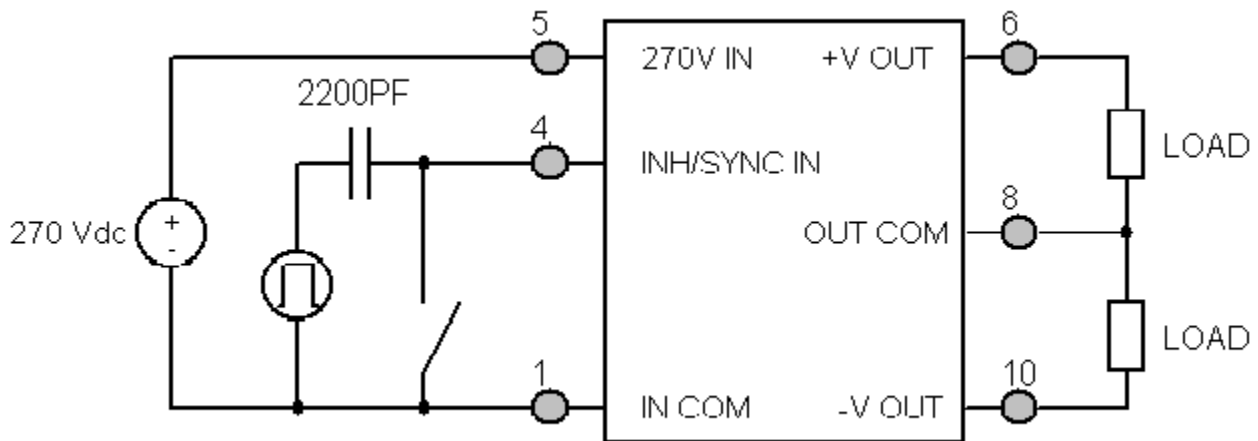 5
6
270V IN
+V OUT
2200PF
4
INH/SYNC IN
LOAD
8
270 Vdc
+
-
OUT COM
LOAD
1
10
IN COM
-V OUT